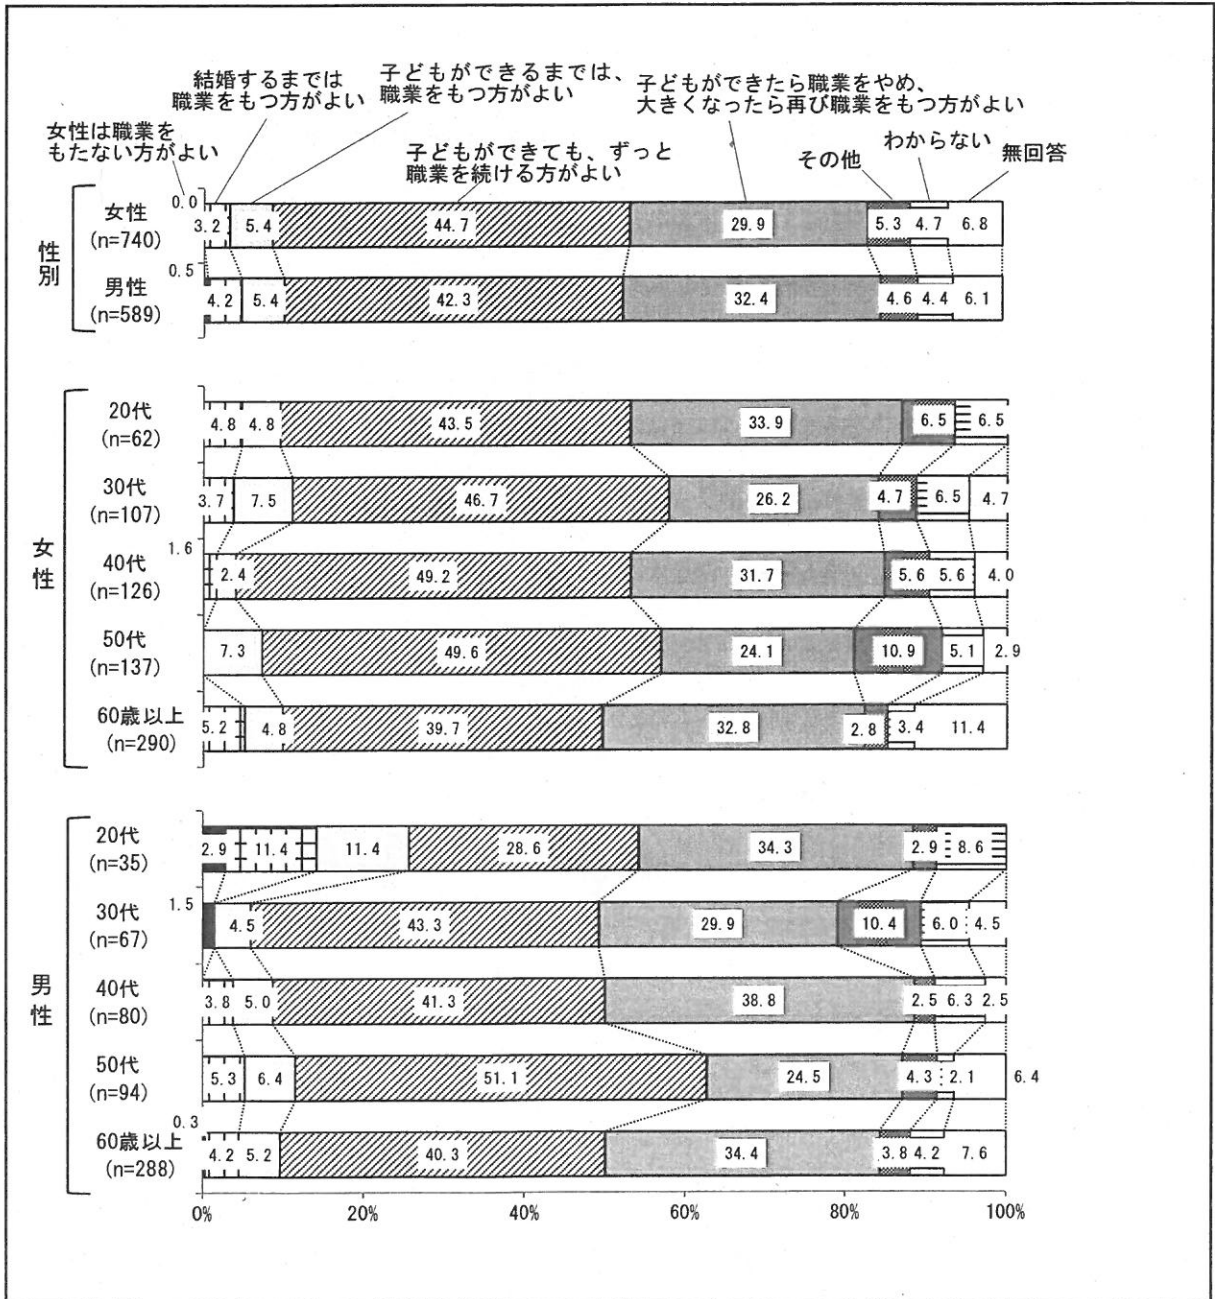 結婚するまでは
職業をもつ方がよい
子どもができるまでは、
職業をもつ方がよい
子どもができたら職業をやめ、
大きくなったら再び職業をもつ方がよい
女性は職業を
もたない方がよい
子どもができても、ずっと
職業を続ける方がよい
その他
わからない
無回答
性別
0.0
女性
(n=740)
3.2 5.4 44.7 29.9 5.3 4.7 6.8
0.5
男性
(n=589)
4.2 5.4 42.3 32.4 4.6 4.4 6.1
女性
20代
(n=62)
4.8 4.8 43.5 33.9 6.5 6.5
30代
(n=107)
3.7 7.5 46.7 26.2 4.7 6.5 4.7
1.6
40代
(n=126)
2.4 49.2 31.7 5.6 5.6 4.0
50代
(n=137)
7.3 49.6 24.1 10.9 5.1 2.9
60歳以上
(n=290)
5.2 4.8 39.7 32.8 2.8 3.4 11.4
男性
20代
(n=35)
2.9 11.4 11.4 28.6 34.3 2.9 8.6
1.5
30代
(n=67)
4.5 43.3 29.9 10.4 6.0 4.5
40代
(n=80)
3.8 5.0 41.3 38.8 2.5 6.3 2.5
50代
(n=94)
5.3 6.4 51.1 24.5 4.3 2.1 6.4
0.3
60歳以上
(n=288)
4.2 5.2 40.3 34.4 3.8 4.2 7.6
0% 20% 40% 60% 80% 100%